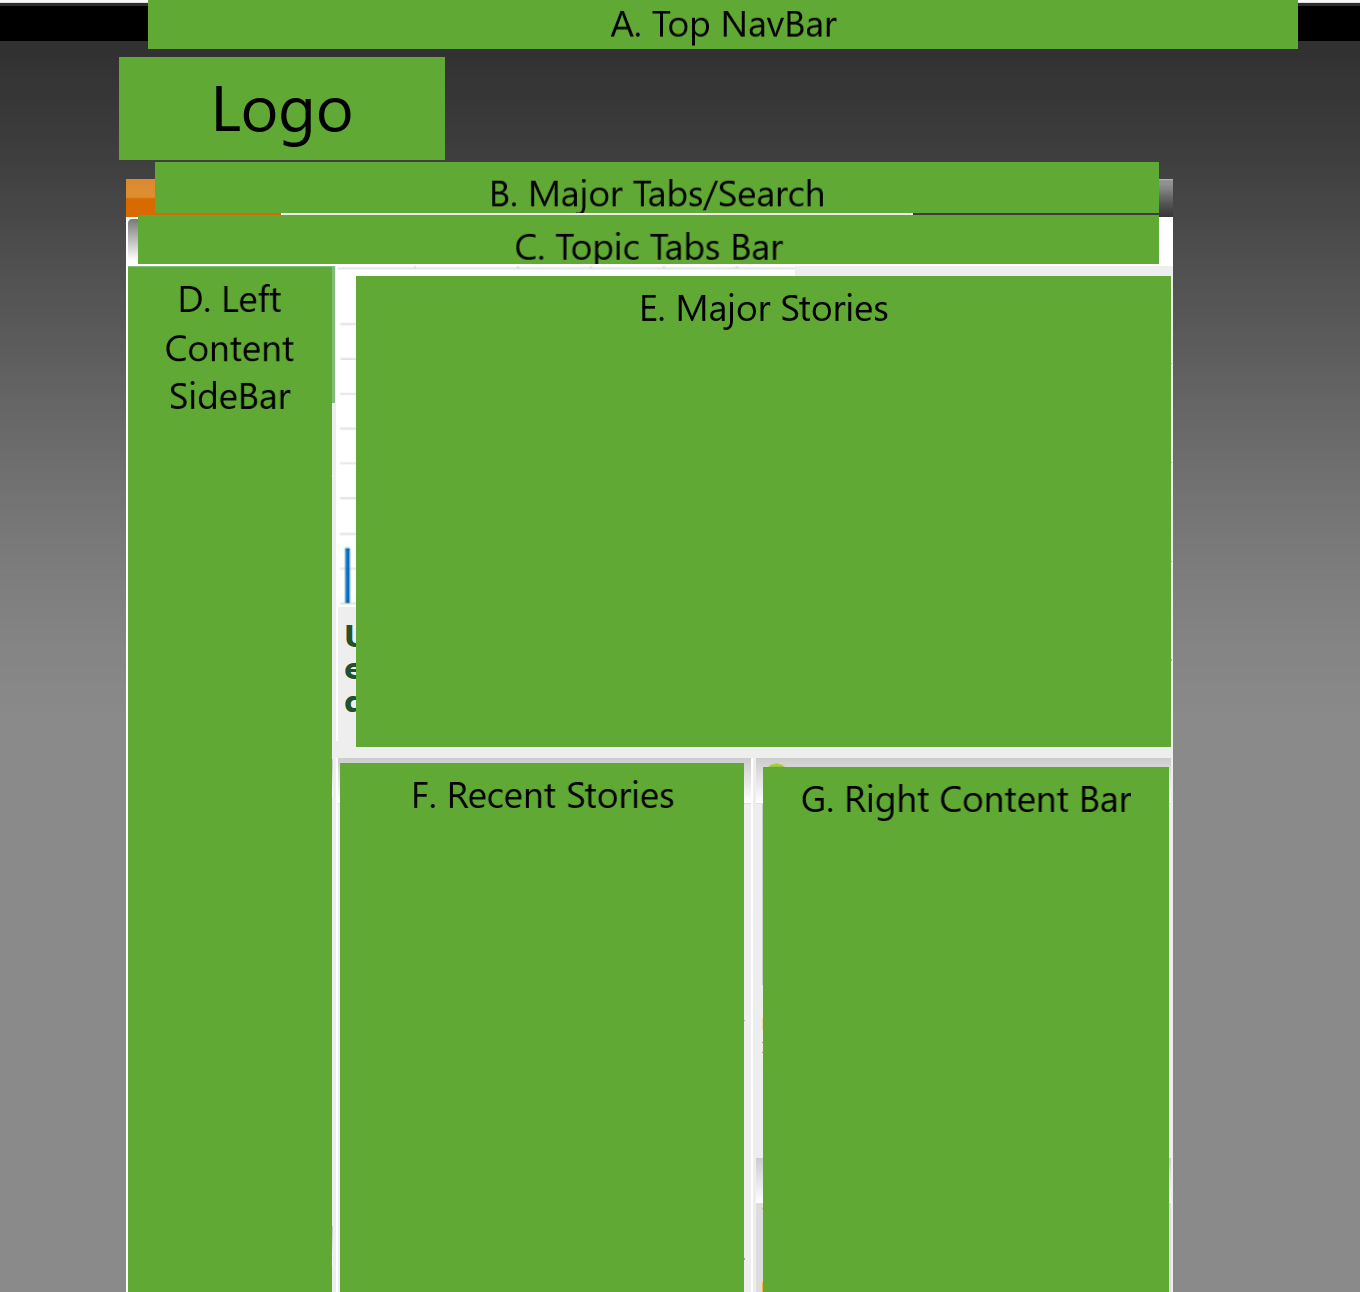 A. Top NavBar
Logo
B. Major Tabs/Search
C. Topic Tabs Bar
D. Left
Content
SideBar
E. Major Stories
F. Recent Stories
G. Right Content Bar